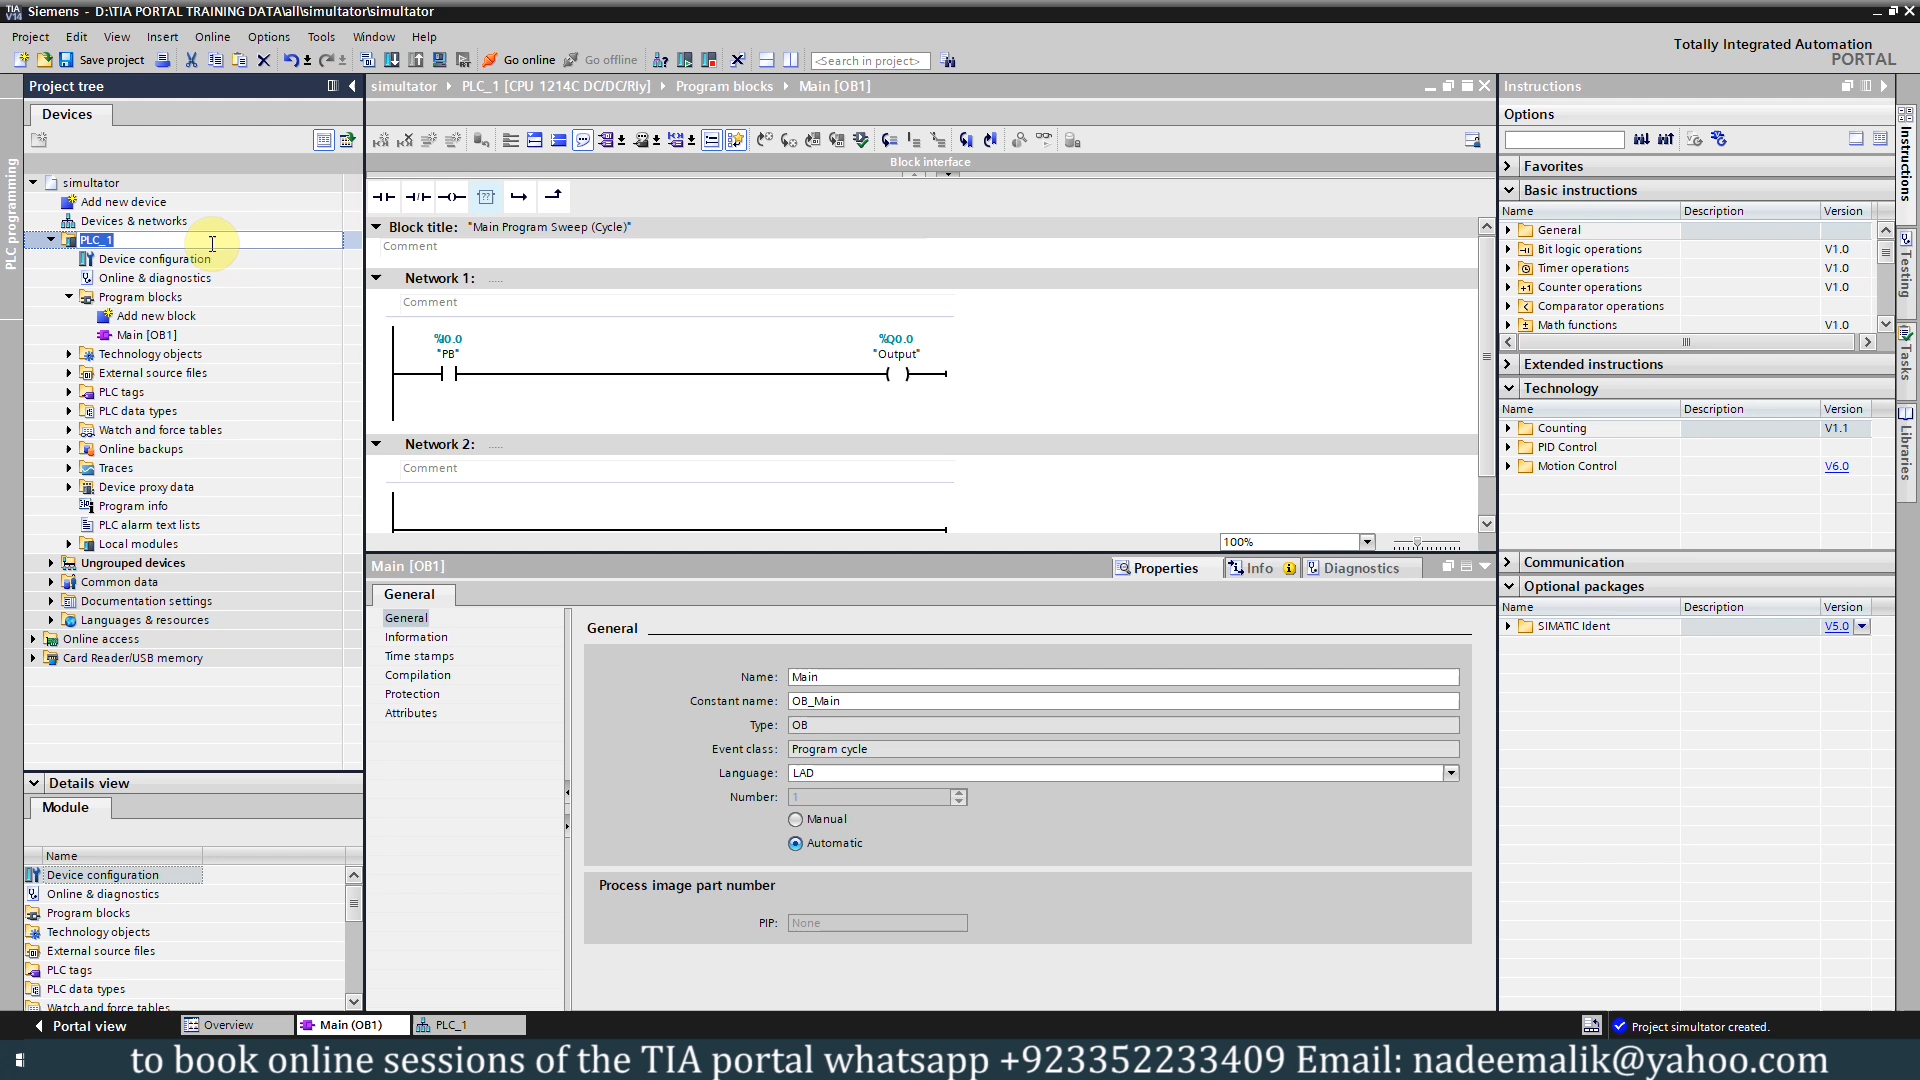 Siemens - D:\TIA PORTAL TRAINING DATA\all\simultator\simultator
TIA V14
Project Edit View Insert Online Options Tools Window Help
Totally Integrated Automation
PORTAL
Save project
Go online
Go offline
<Search in project>
Project tree
Devices
PLC programming
simultator
Add new device
Devices & networks
PLC_1
Device configuration
Online & diagnostics
Program blocks
Add new block
Main [OB1]
Technology objects
External source files
PLC tags
PLC data types
Watch and force tables
Online backups
Traces
Device proxy data
Program info
PLC alarm text lists
Local modules
Ungrouped devices
Common data
Documentation settings
Languages & resources
Online access
Card Reader/USB memory
Details view
Module
Name
Device configuration
Online & diagnostics
Program blocks
Technology objects
External source files
PLC tags
PLC data types
Watch and force tables
simultator PLC_1 [CPU 1214C DC/DC/Rly] Program blocks Main [OB1]
Block interface
??
Block title: "Main Program Sweep (Cycle)"
Comment
Network 1: .....
Comment
%I0.0
"PB"
%Q0.0
"Output"
Network 2: .....
Comment
100%
Main [OB1]
Properties
Info
Diagnostics
General
General
Information
Time stamps
Compilation
Protection
Attributes
General
Name: Main
Constant name: OB_Main
Type: OB
Event class: Program cycle
Language: LAD
Number: 1
Manual
Automatic
Process image part number
PIP: None
Instructions
Options
Favorites
Basic instructions
Name Description Version
General
Bit logic operations V1.0
Timer operations V1.0
Counter operations V1.0
Comparator operations
Math functions V1.0
Extended instructions
Technology
Name Description Version
Counting V1.1
PID Control
Motion Control V6.0
Communication
Optional packages
Name Description Version
SIMATIC Ident V5.0
Instructions
Testing
Tasks
Libraries
Portal view
Overview
Main (OB1)
PLC_1
Project simultator created.
to book online sessions of the TIA portal whatsapp +923352233409 Email: nadeemalik@yahoo.com